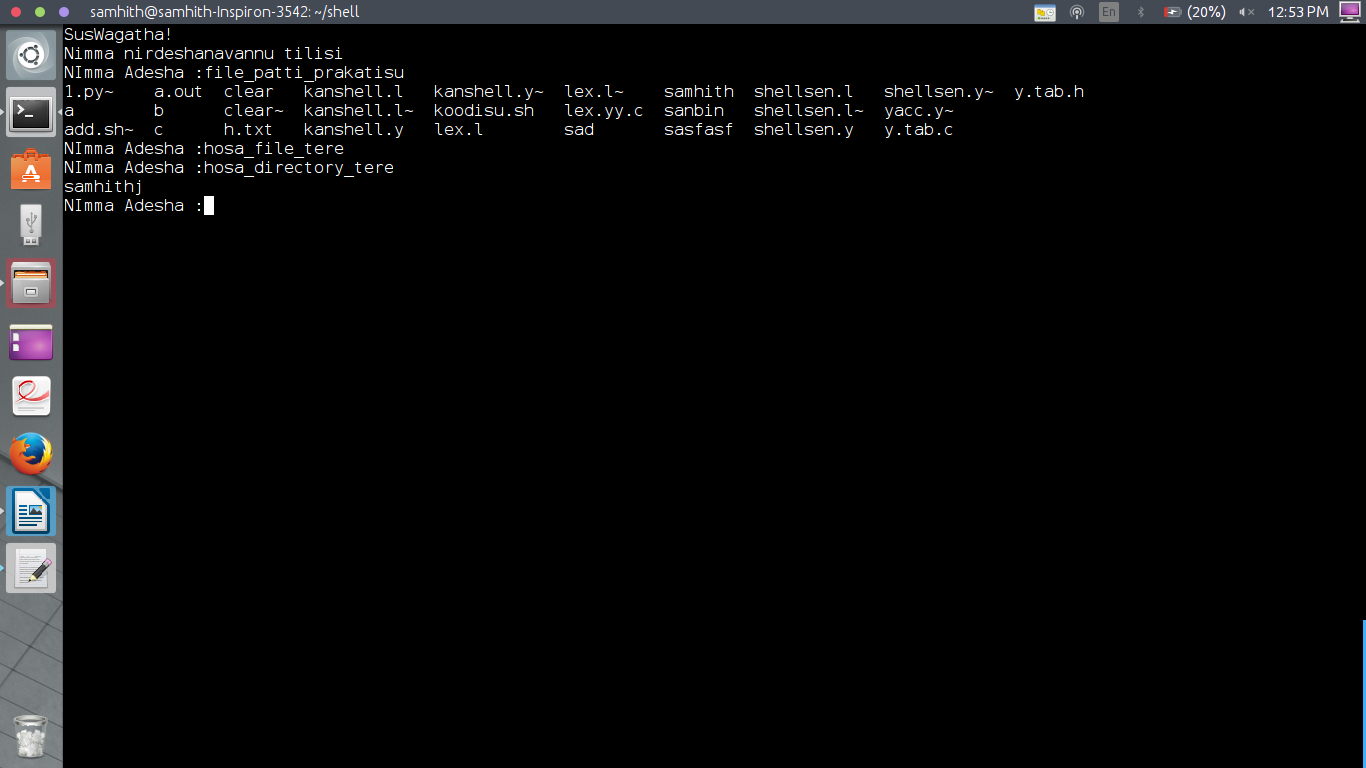 samhith@samhith-Inspiron-3542: ~/shell En (20%) 12:53 PM
SusWagatha!
Nimma nirdeshanavannu tilisi
NImma Adesha :file_patti_prakatisu
1.py~ a.out clear kanshell.l kanshell.y~ lex.l~ samhith shellsen.l shellsen.y~ y.tab.h
a b clear~ kanshell.l~ koodisu.sh lex.yy.c sanbin shellsen.l~ yacc.y~
add.sh~ c h.txt kanshell.y lex.l sad sasfasf shellsen.y y.tab.c
NImma Adesha :hosa_file_tere
NImma Adesha :hosa_directory_tere
samhithj
NImma Adesha :